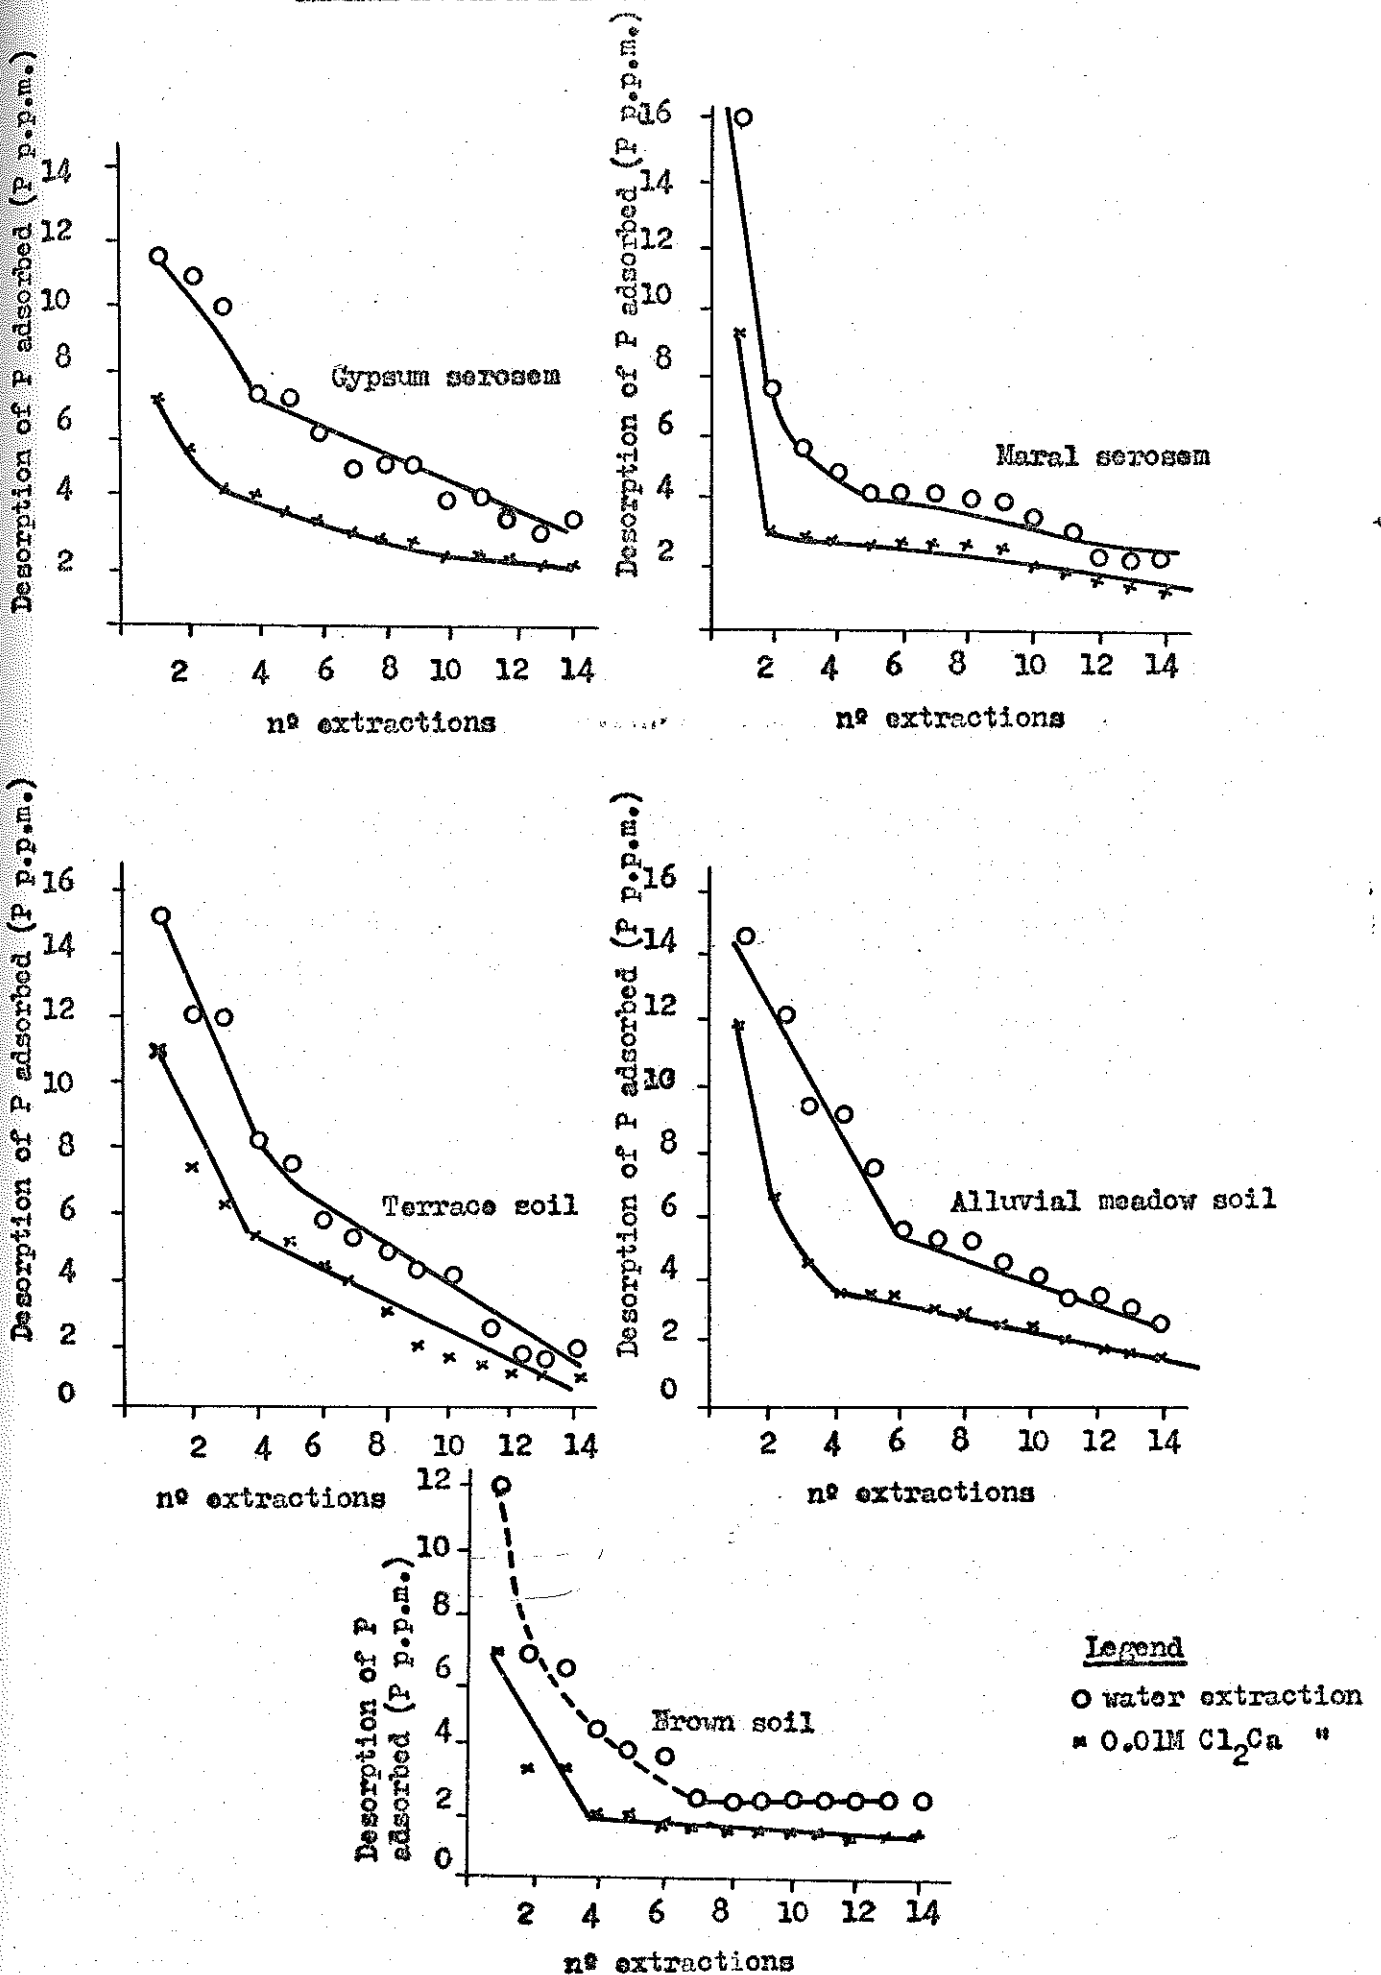 Desorption of P adsorbed (P p.p.m.)
14
12
10
8
6
4
2
Gypsum serosem
2 4 6 8 10 12 14
nº extractions
Desorption of P adsorbed (P p.p.m.)
16
14
12
10
8
6
4
2
Maral serosem
2 4 6 8 10 12 14
nº extractions
Desorption of P adsorbed (P p.p.m.)
16
14
12
10
8
6
4
2
0
Terrace soil
2 4 6 8 10 12 14
nº extractions
Desorption of P adsorbed (P p.p.m.)
16
14
12
10
8
6
4
2
0
Alluvial meadow soil
2 4 6 8 10 12 14
nº extractions
Desorption of P
adsorbed (P p.p.m.)
12
10
8
6
4
2
0
Brown soil
2 4 6 8 10 12 14
nº extractions
Legend
O water extraction
× 0.01M Cl₂Ca "